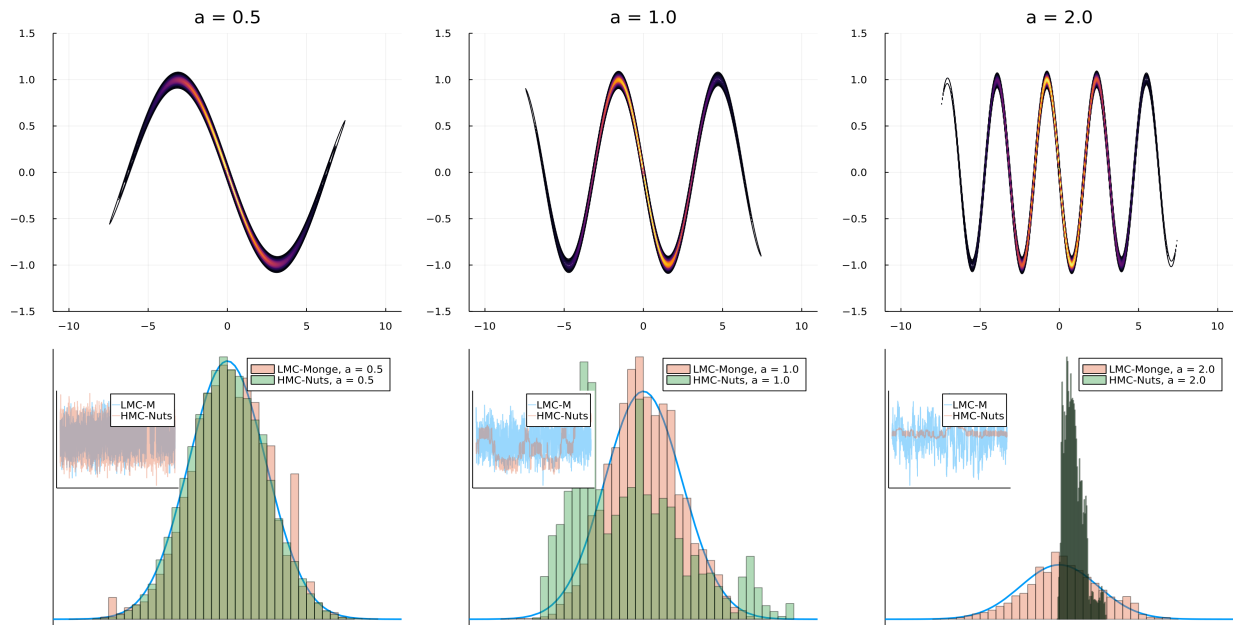 a = 0.5
a = 1.0
a = 2.0
1.5
1.0
0.5
0.0
−0.5
−1.0
−1.5
−10
−5
0
5
10
1.5
1.0
0.5
0.0
−0.5
−1.0
−1.5
−10
−5
0
5
10
1.5
1.0
0.5
0.0
−0.5
−1.0
−1.5
−10
−5
0
5
10
LMC-Monge, a = 0.5
HMC-Nuts, a = 0.5
LMC-M
HMC-Nuts
LMC-Monge, a = 1.0
HMC-Nuts, a = 1.0
LMC-M
HMC-Nuts
LMC-Monge, a = 2.0
HMC-Nuts, a = 2.0
LMC-M
HMC-Nuts